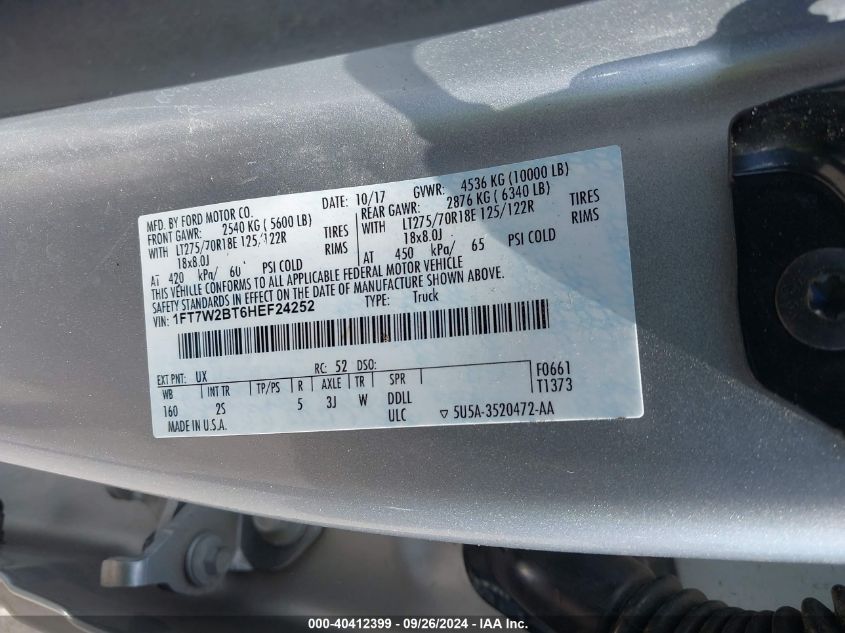 MFD. BY FORD MOTOR CO. DATE: 10/17 GVWR: 4536 KG (10000 LB)
FRONT GAWR: 2540 KG ( 5600 LB) REAR GAWR: 2876 KG ( 6340 LB)
WITH LT275/70R18E 125/122R TIRES WITH LT275/70R18E 125/122R TIRES
18x8.0J RIMS 18x8.0J RIMS
AT 420 kPa/ 60 PSI COLD AT 450 kPa/ 65 PSI COLD
THIS VEHICLE CONFORMS TO ALL APPLICABLE FEDERAL MOTOR VEHICLE
SAFETY STANDARDS IN EFFECT ON THE DATE OF MANUFACTURE SHOWN ABOVE.
VIN: 1FT7W2BT6HEF24252 TYPE: Truck
EXT PNT: UX RC: 52 DSO: F0661
WB INT TR TP/PS R AXLE TR SPR T1373
160 2S 5 3J W DDLL
MADE IN U.S.A. ULC ▽ 5U5A-3520472-AA
000-40412399 - 09/26/2024 - IAA Inc.